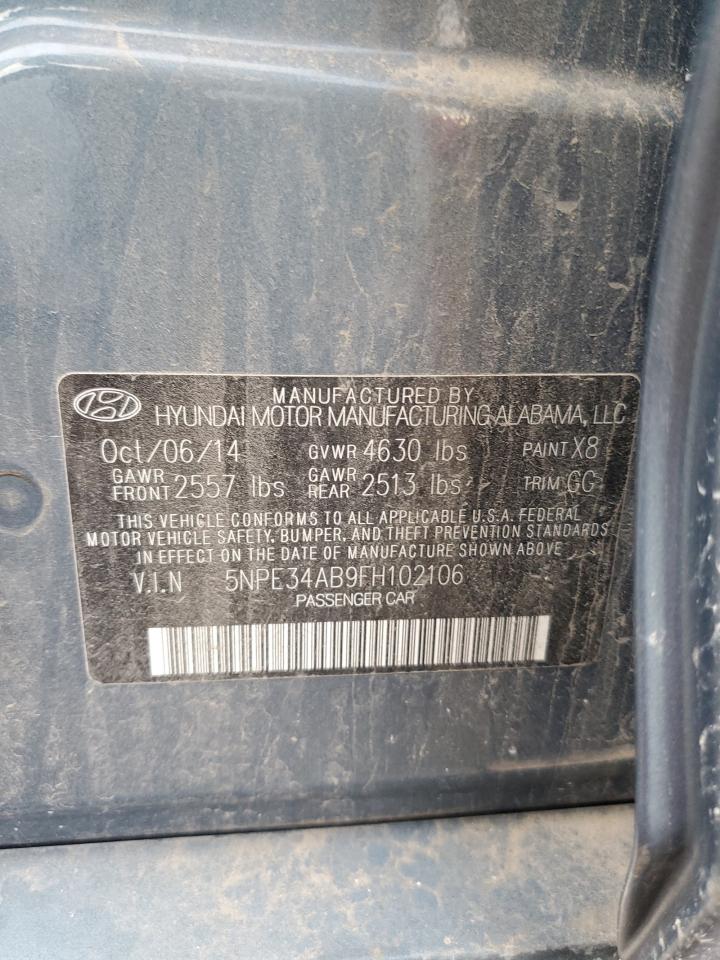 MANUFACTURED BY
HYUNDAI MOTOR MANUFACTURING ALABAMA, LLC
Oct/06/14 GVWR 4630 lbs PAINT X8
GAWR FRONT 2557 lbs GAWR REAR 2513 lbs TRIM GG
THIS VEHICLE CONFORMS TO ALL APPLICABLE U.S.A. FEDERAL
MOTOR VEHICLE SAFETY, BUMPER, AND THEFT PREVENTION STANDARDS
IN EFFECT ON THE DATE OF MANUFACTURE SHOWN ABOVE
V.I.N 5NPE34AB9FH102106
PASSENGER CAR